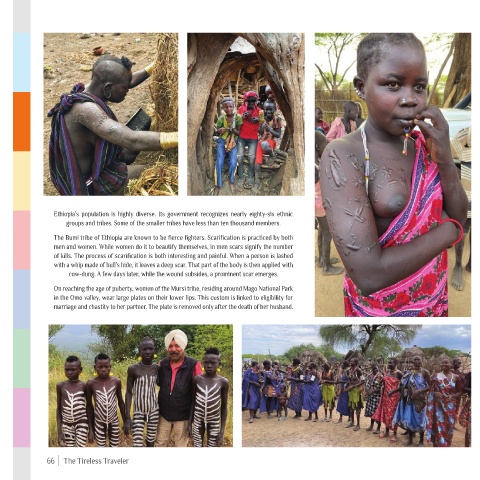 Ethiopia's population is highly diverse. Its government recognizes nearly eighty-six ethnic
groups and tribes. Some of the smaller tribes have less than ten thousand members.
The Bumi tribe of Ethiopia are known to be fierce fighters. Scarification is practiced by both
men and women. While women do it to beautify themselves, in men scars signify the number
of kills. The process of scarification is both interesting and painful. When a person is lashed
with a whip made of bull's hide, it leaves a deep scar. That part of the body is then applied with
cow-dung. A few days later, while the wound subsides, a prominent scar emerges.
On reaching the age of puberty, women of the Mursi tribe, residing around Mago National Park
in the Omo valley, wear large plates on their lower lips. This custom is linked to eligibility for
marriage and chastity to her partner. The plate is removed only after the death of her husband.
66 | The Tireless Traveler